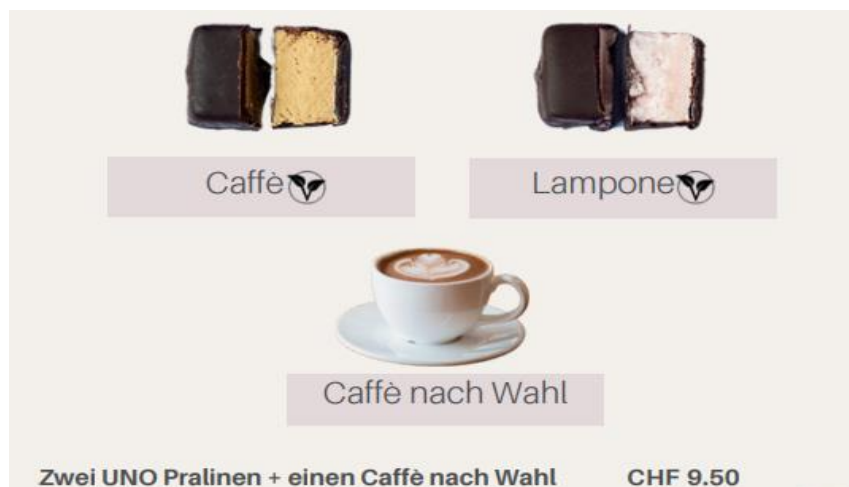 Caffè
Lampone
Caffè nach Wahl
Zwei UNO Pralinen + einen Caffè nach Wahl CHF 9.50